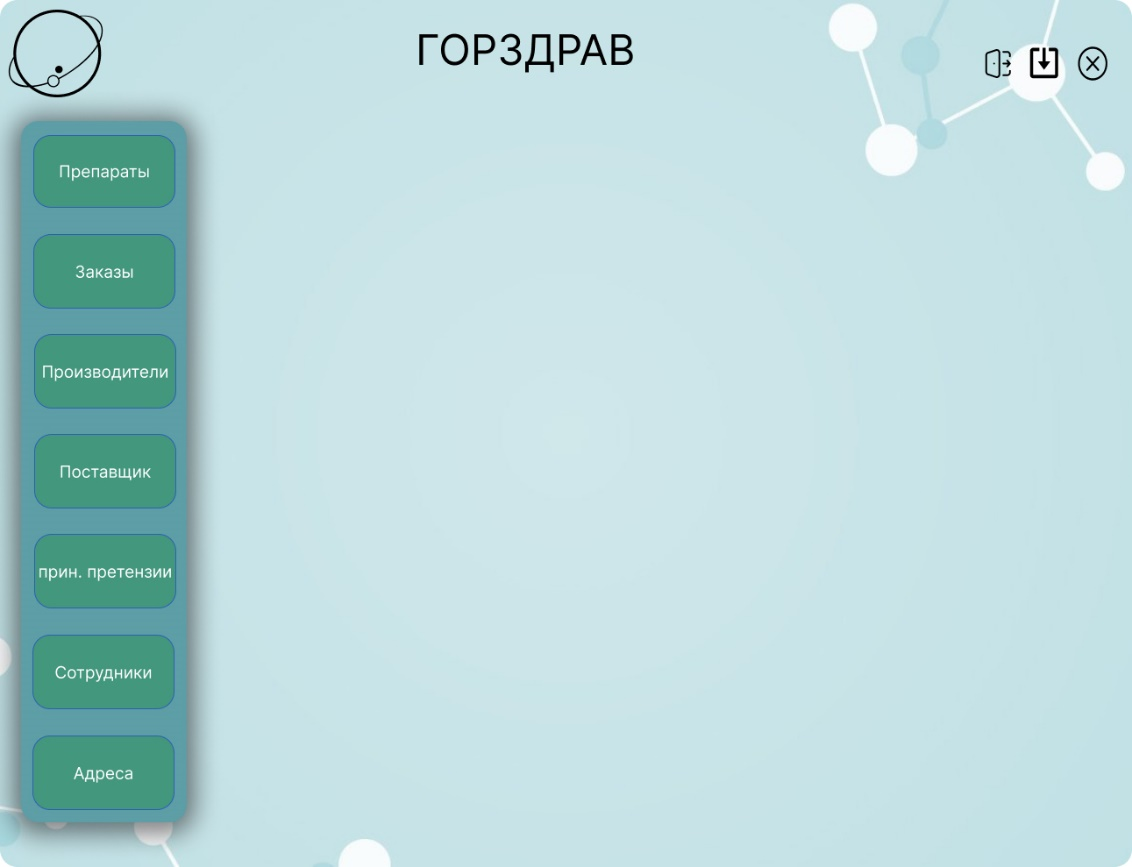 ГОРЗДРАВ
Препараты
Заказы
Производители
Поставщик
прин. претензии
Сотрудники
Адреса